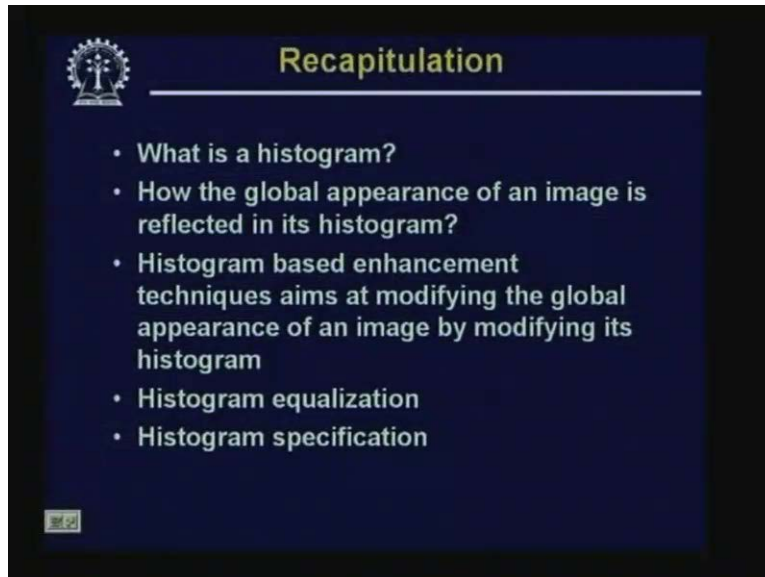 Recapitulation
• What is a histogram?
• How the global appearance of an image is
reflected in its histogram?
• Histogram based enhancement
techniques aims at modifying the global
appearance of an image by modifying its
histogram
• Histogram equalization
• Histogram specification